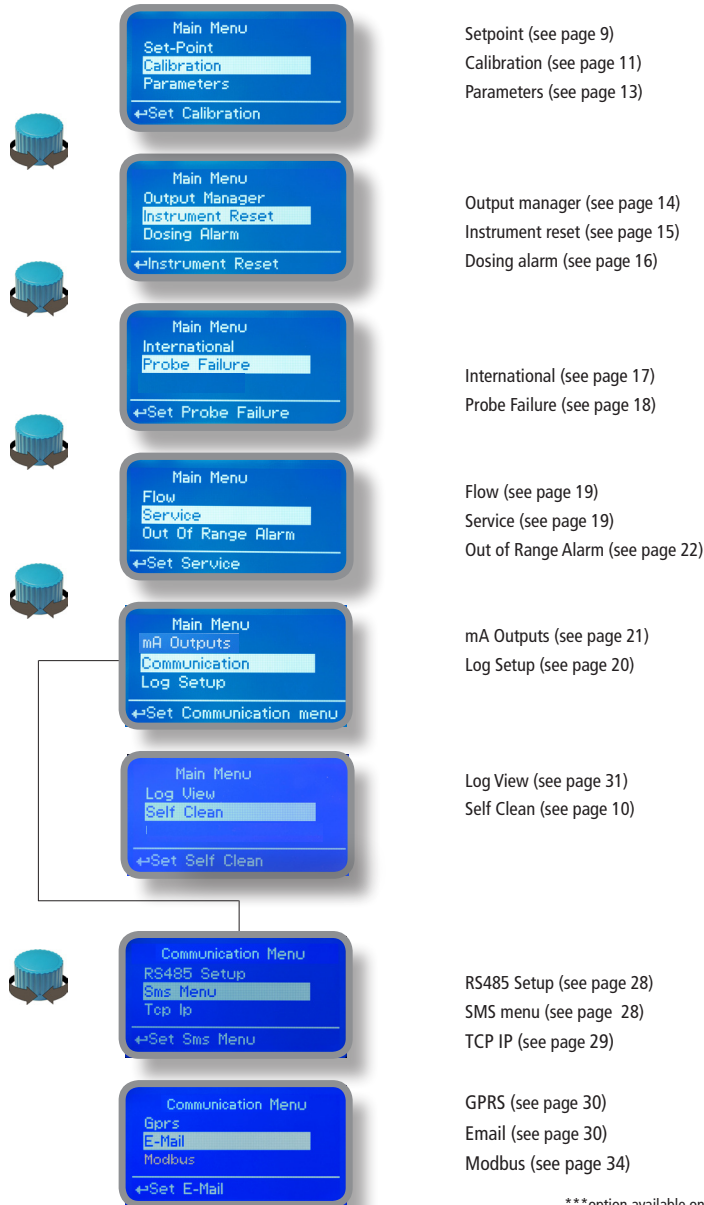 Main Menu
Set-Point
Calibration
Parameters
↵Set Calibration
Setpoint (see page 9)
Calibration (see page 11)
Parameters (see page 13)
Main Menu
Output Manager
Instrument Reset
Dosing Alarm
↵Instrument Reset
Output manager (see page 14)
Instrument reset (see page 15)
Dosing alarm (see page 16)
Main Menu
International
Probe Failure
↵Set Probe Failure
International (see page 17)
Probe Failure (see page 18)
Main Menu
Flow
Service
Out Of Range Alarm
↵Set Service
Flow (see page 19)
Service (see page 19)
Out of Range Alarm (see page 22)
Main Menu
mA Outputs
Communication
Log Setup
↵Set Communication menu
mA Outputs (see page 21)
Log Setup (see page 20)
Main Menu
Log View
Self Clean
↵Set Self Clean
Log View (see page 31)
Self Clean (see page 10)
Communication Menu
RS485 Setup
Sms Menu
Tcp Ip
↵Set Sms Menu
RS485 Setup (see page 28)
SMS menu (see page 28)
TCP IP (see page 29)
Communication Menu
Gprs
E-Mail
Modbus
↵Set E-Mail
GPRS (see page 30)
Email (see page 30)
Modbus (see page 34)
***option available on